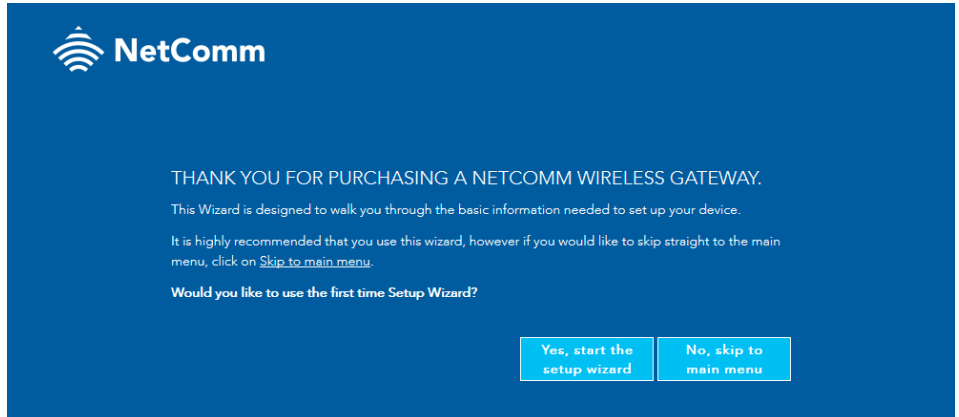 NetComm
THANK YOU FOR PURCHASING A NETCOMM WIRELESS GATEWAY.
This Wizard is designed to walk you through the basic information needed to set up your device.
It is highly recommended that you use this wizard, however if you would like to skip straight to the main
menu, click on Skip to main menu.
Would you like to use the first time Setup Wizard?
Yes, start the
setup wizard
No, skip to
main menu